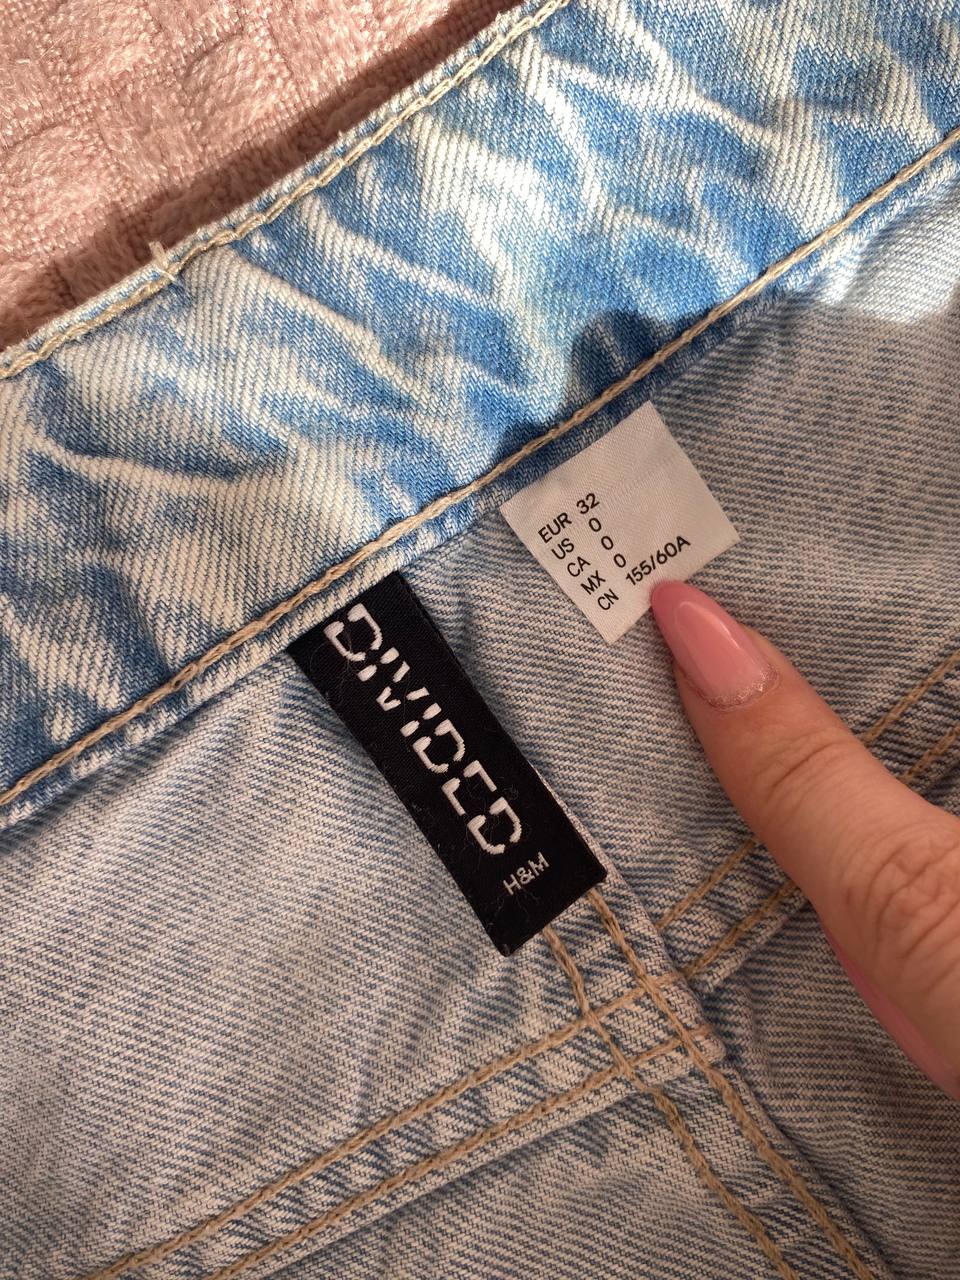 EUR 32
US 0
CA 0
MX 0
CN 155/60A
DIVIDED
H&M